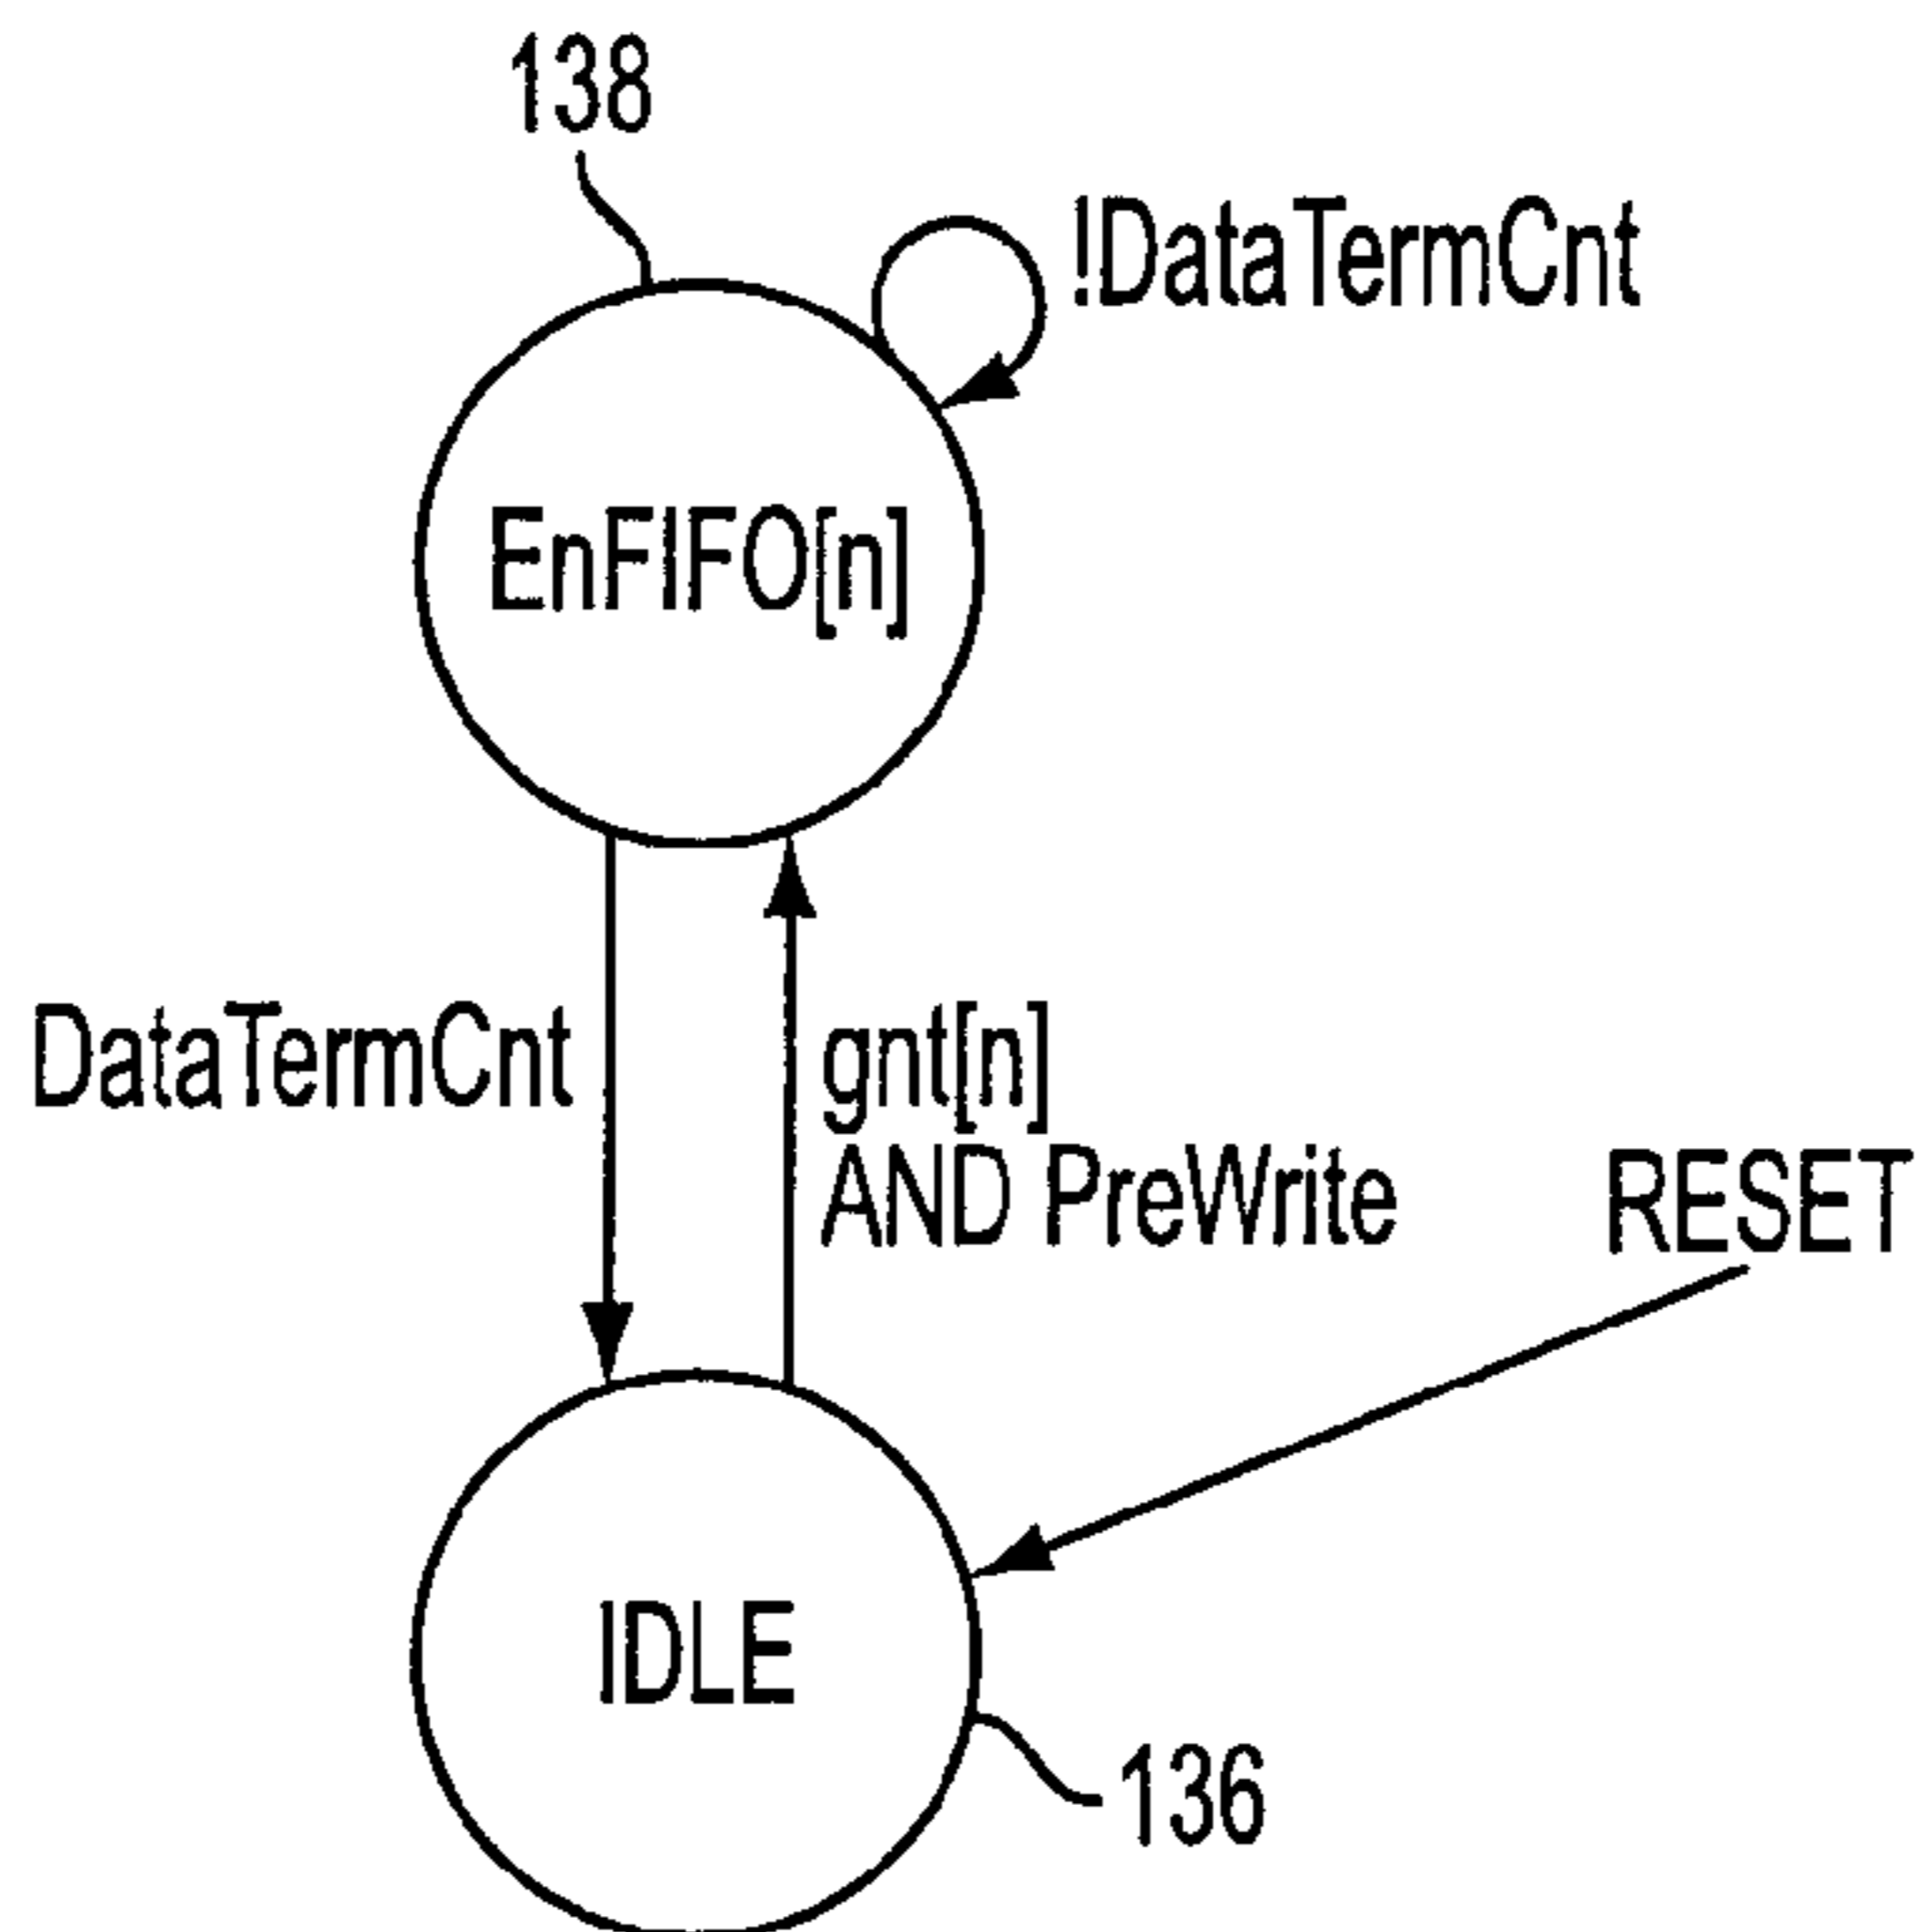 138
!DataTermCnt
EnFIFO[n]
DataTermCnt
gnt[n]
AND PreWrite
RESET
IDLE
136